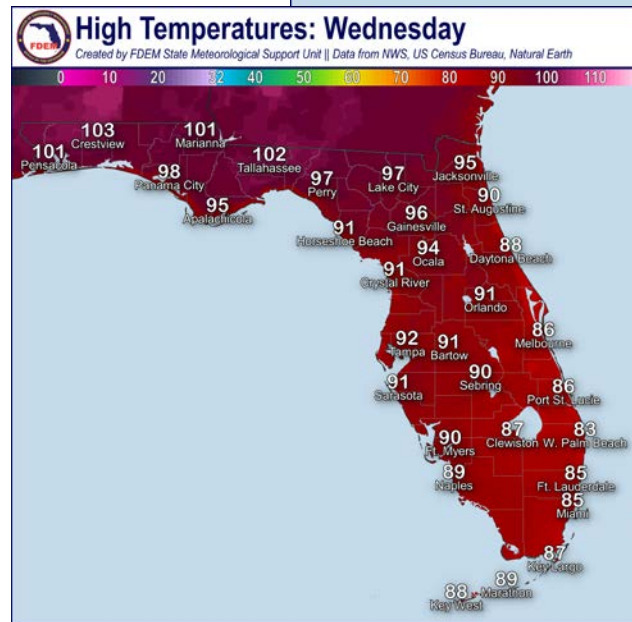 FDEM
High Temperatures: Wednesday
Created by FDEM State Meteorological Support Unit || Data from NWS, US Census Bureau, Natural Earth
0 10 20 32 40 50 60 70 80 90 100 110
103
Crestview
101
Marianna
101
Pensacola
102
Tallahassee
98
Panama City
97
Perry
97
Lake City
95
Jacksonville
95
Apalachicola
90
St. Augustine
96
Gainesville
91
Horseshoe Beach
94
Ocala
88
Daytona Beach
91
Crystal River
91
Orlando
86
Melbourne
92
Tampa
91
Bartow
90
Sebring
91
Sarasota
86
Port St. Lucie
87
Clewiston
83
W. Palm Beach
90
Ft. Myers
89
Naples
85
Ft. Lauderdale
85
Miami
87
Key Largo
89
Marathon
88
Key West